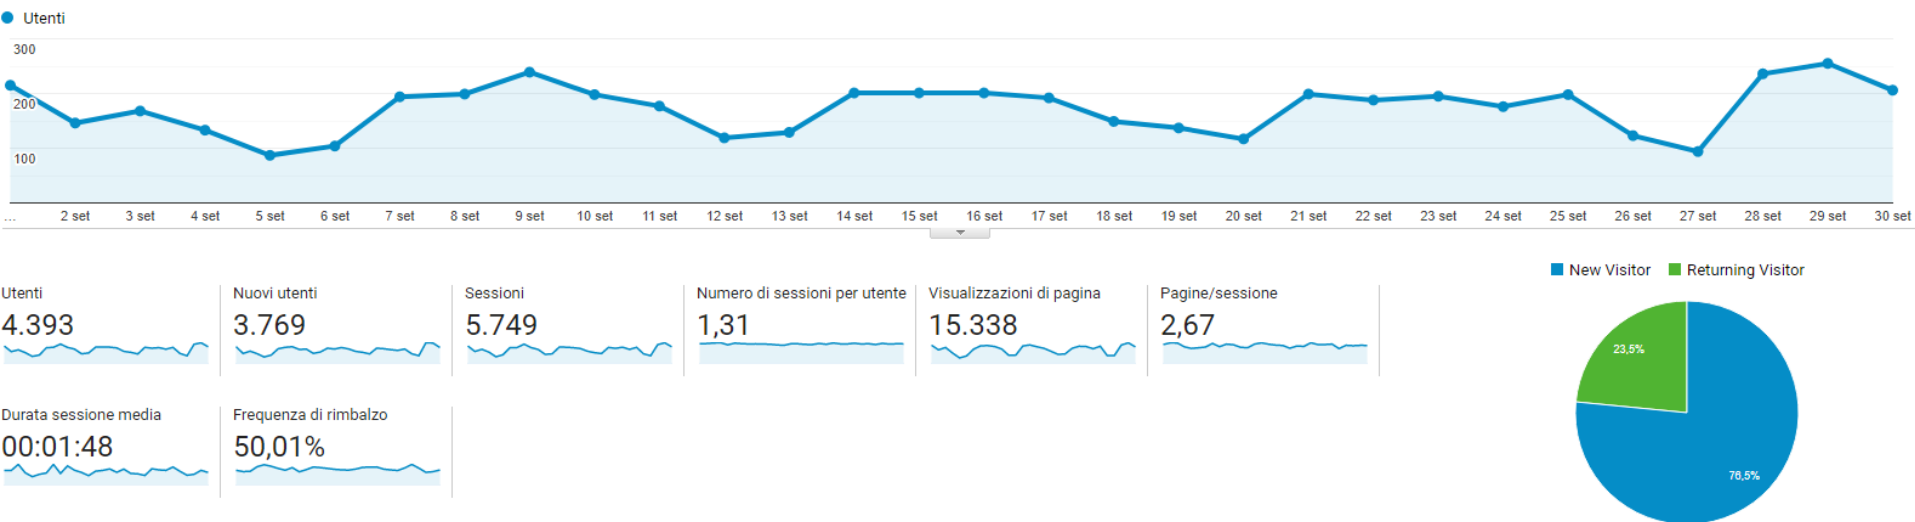 Utenti
300
200
100
... 2 set 3 set 4 set 5 set 6 set 7 set 8 set 9 set 10 set 11 set 12 set 13 set 14 set 15 set 16 set 17 set 18 set 19 set 20 set 21 set 22 set 23 set 24 set 25 set 26 set 27 set 28 set 29 set 30 set
New Visitor Returning Visitor
Utenti Nuovi utenti Sessioni Numero di sessioni per utente Visualizzazioni di pagina Pagine/sessione
4.393 3.769 5.749 1,31 15.338 2,67
23,5%
Durata sessione media Frequenza di rimbalzo
00:01:48 50,01%
76,5%